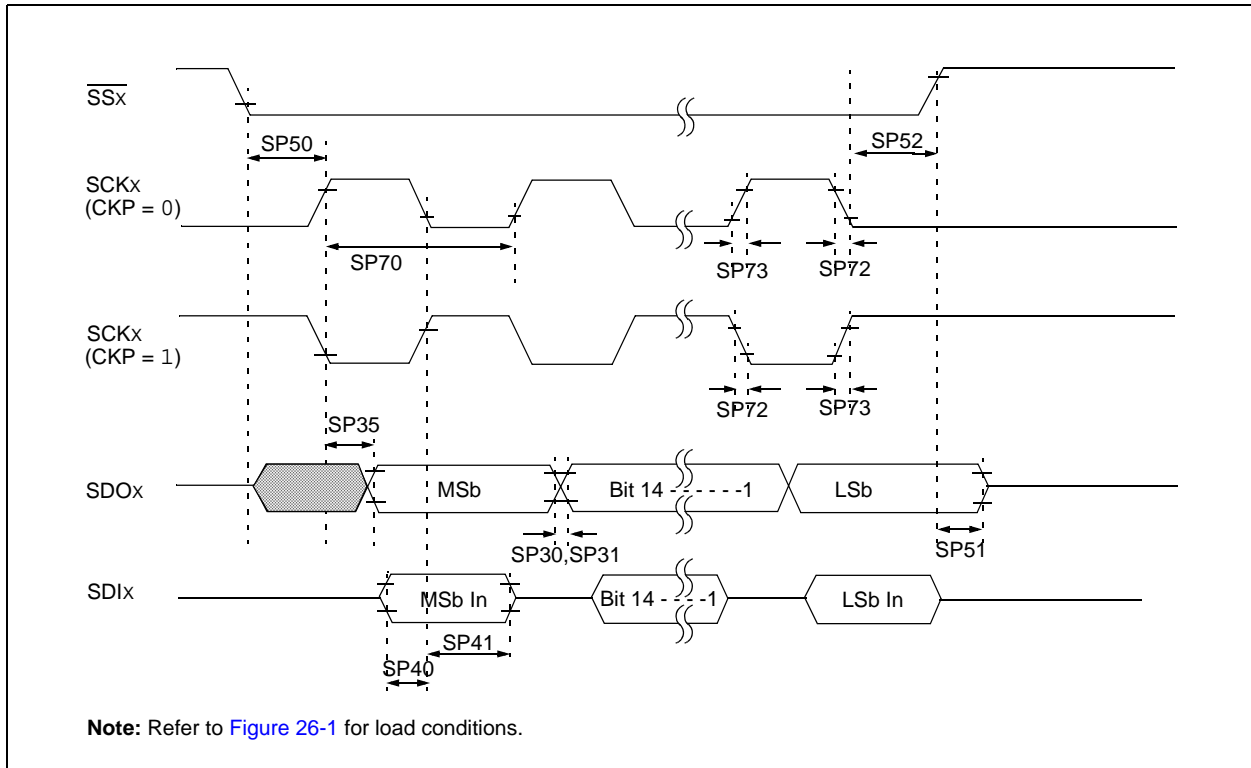 SSX
SP50
SP52
SCKX
(CKP = 0)
SP70
SP73
SP72
SCKX
(CKP = 1)
SP72
SP73
SP35
SDOX
MSb
Bit 14 - - - - - -1
LSb
SP30,SP31
SP51
SDIX
MSb In
Bit 14 - - - -1
LSb In
SP41
SP40
Note: Refer to Figure 26-1 for load conditions.